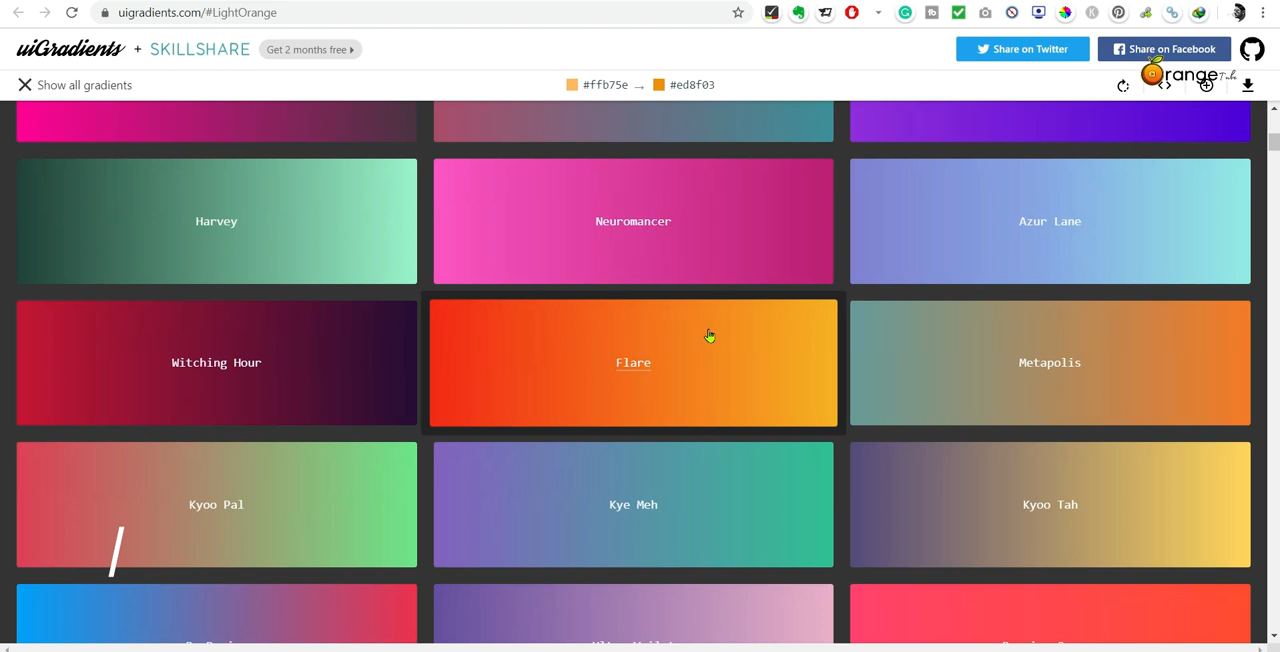 uigradients.com/#LightOrange
uiGradients + SKILLSHARE Get 2 months free
Share on Twitter
Share on Facebook
Orange Tube
Show all gradients
#ffb75e → #ed8f03
Harvey
Neuromancer
Azur Lane
Witching Hour
Flare
Metapolis
Kyoo Pal
Kye Meh
Kyoo Tah